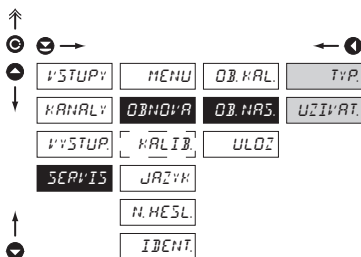 VSTUPY MENU OB. KAL. TYP.
KANALY OBNOVA OB. NAS. UZIVAT.
VYSTUP. KALIB. ULOZ
SERVIS JAZYK
N. HESL.
IDENT.